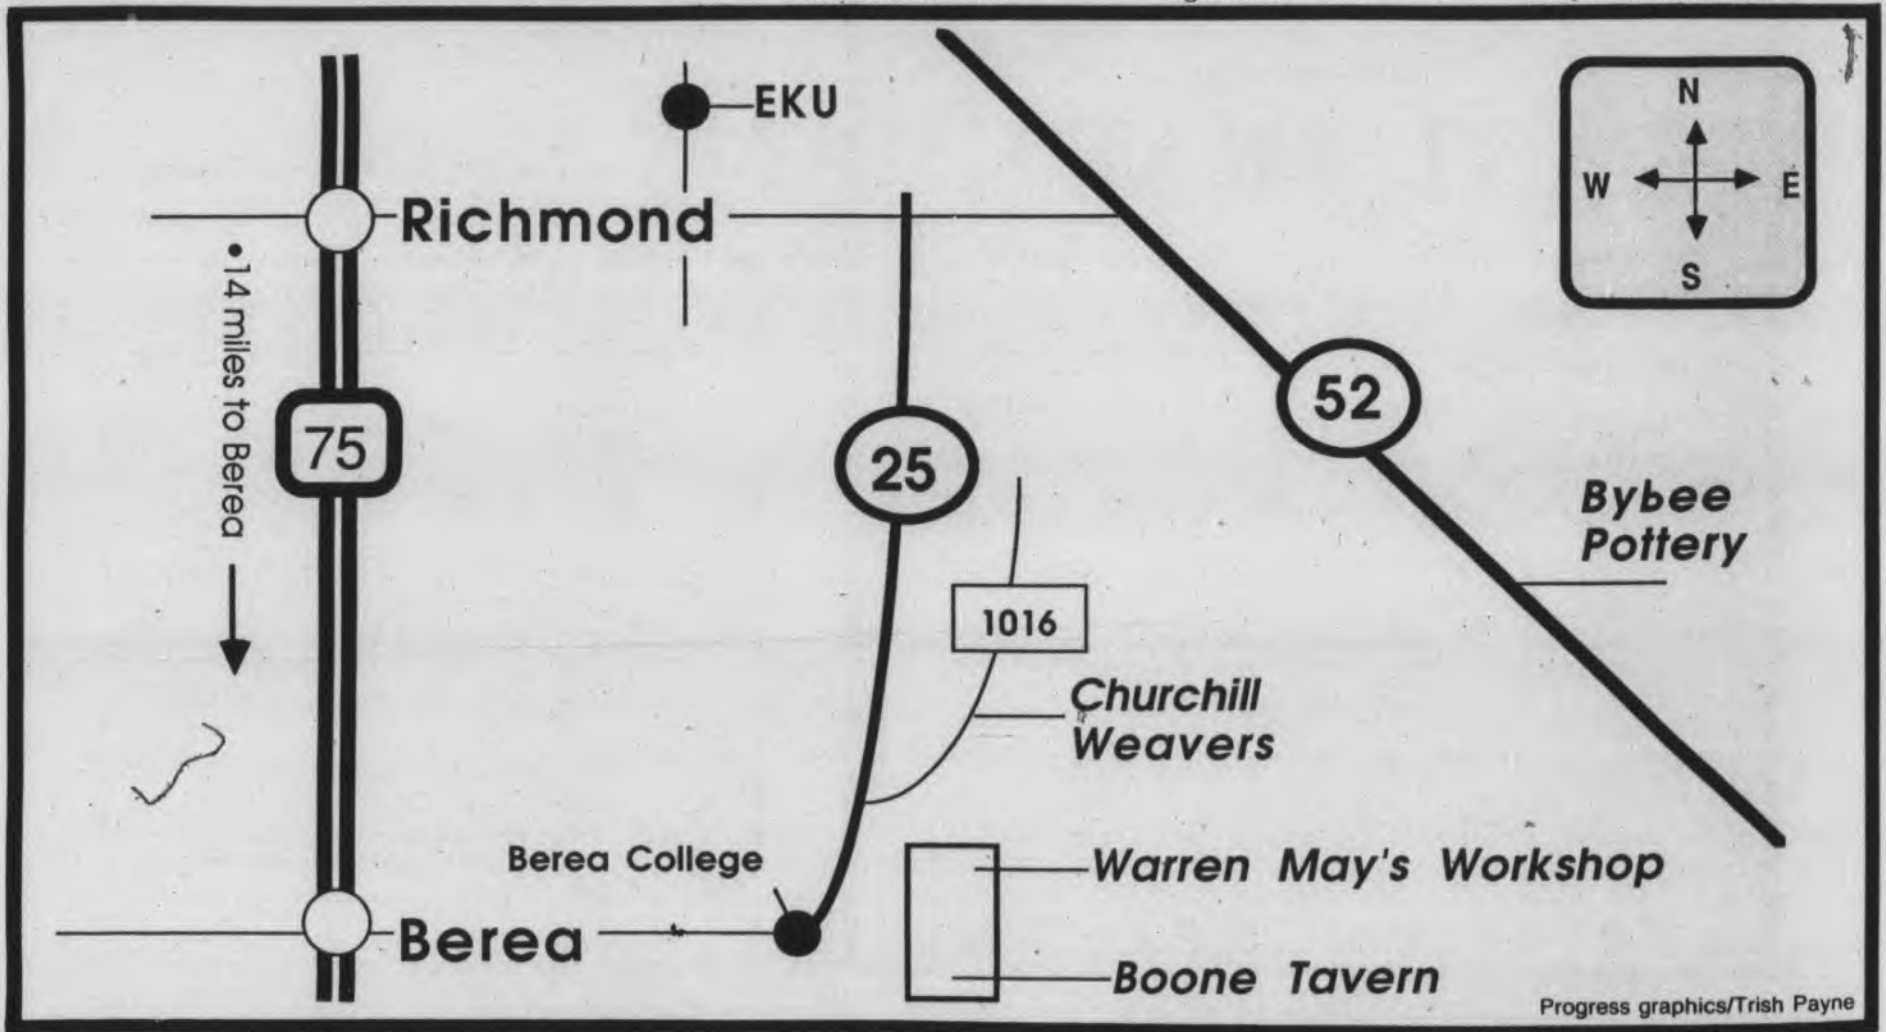 EKU
N
W E
S
Richmond
• 14 miles to Berea
75
25
52
Bybee
Pottery
1016
Churchill
Weavers
Berea College
Warren May's Workshop
Berea
Boone Tavern
Progress graphics/Trish Payne